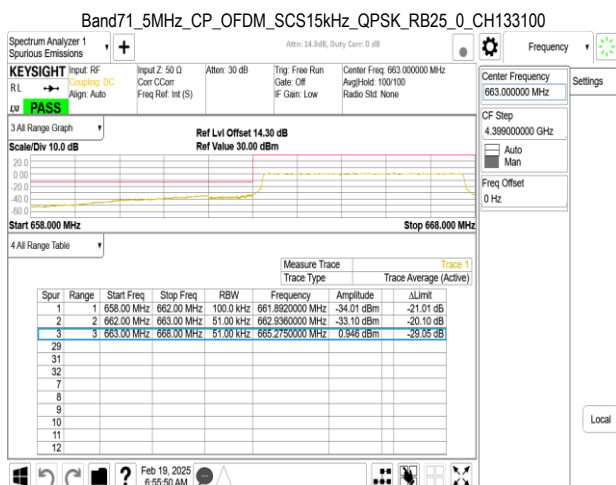 Band71_5MHz_CP_OFDM_SCS15kHz_QPSK_RB25_0_CH133100
Spectrum Analyzer 1
Spurious Emissions
Attn: 14.3dB, Duty Corr: 0 dB
Frequency
KEYSIGHT
RL
LXI
PASS
Input: RF
Coupling: DC
Align: Auto
Input Z: 50 Ω
Corr CCorr
Freq Ref: Int (S)
Atten: 30 dB
Trig: Free Run
Gate: Off
IF Gain: Low
Center Freq: 663.000000 MHz
Avg|Hold: 100/100
Radio Std: None
Center Frequency
663.000000 MHz
Settings
CF Step
4.399000000 GHz
Auto
Man
Freq Offset
0 Hz
Local
3 All Range Graph
Scale/Div 10.0 dB
Ref Lvl Offset 14.30 dB
Ref Value 30.00 dBm
20.0
0.00
-20.0
-40.0
-60.0
Start 658.000 MHz
Stop 668.000 MHz
4 All Range Table
Measure Trace Trace 1
Trace Type Trace Average (Active)
Spur Range Start Freq Stop Freq RBW Frequency Amplitude ΔLimit
1 1 658.00 MHz 662.00 MHz 100.0 kHz 661.8920000 MHz -34.01 dBm -21.01 dB
2 2 662.00 MHz 663.00 MHz 51.00 kHz 662.9360000 MHz -33.10 dBm -20.10 dB
3 3 663.00 MHz 668.00 MHz 51.00 kHz 665.2750000 MHz 0.946 dBm -29.05 dB
29
31
32
7
8
9
10
11
12
?
Feb 19, 2025
6:55:50 AM